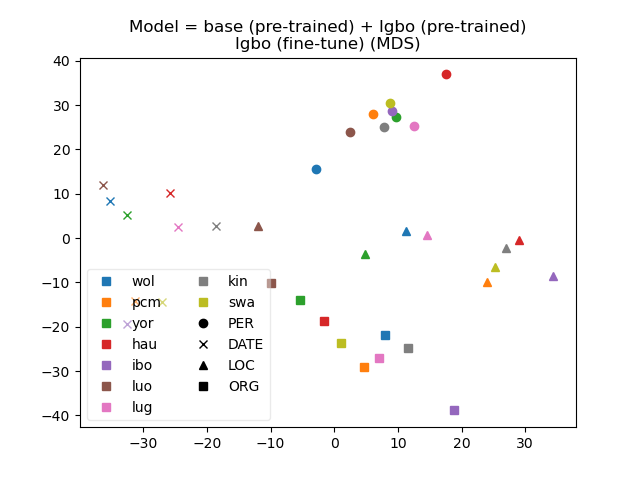 Model = base (pre-trained) + Igbo (pre-trained)
Igbo (fine-tune) (MDS)
40
30
20
10
0
−10
−20
−30
−40
wol kin
pcm swa
yor PER
hau DATE
ibo LOC
luo ORG
lug
−30 −20 −10 0 10 20 30